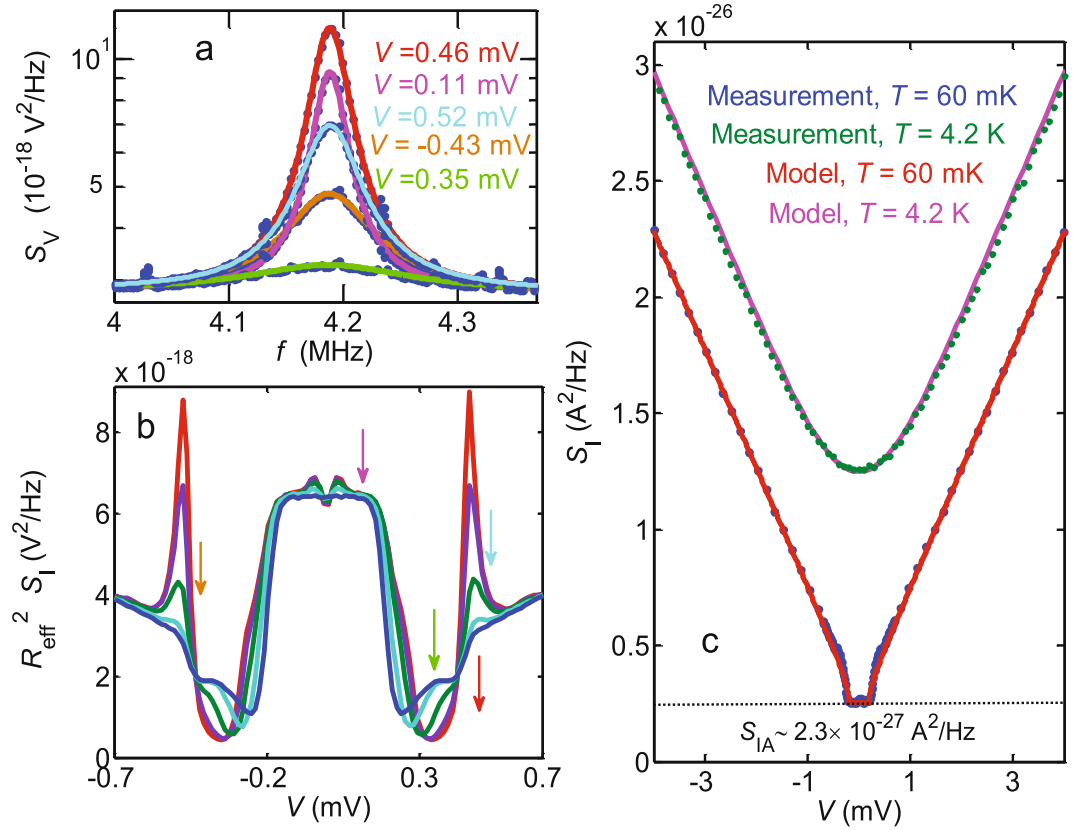 a
10¹
5
S_V (10⁻¹⁸ V²/Hz)
V =0.46 mV
V =0.11 mV
V =0.52 mV
V = -0.43 mV
V =0.35 mV
4
4.1
4.2
4.3
f (MHz)
x 10⁻¹⁸
b
8
6
4
2
0
R_eff² S_I (V²/Hz)
-0.7
-0.2
0.3
0.7
V (mV)
x 10⁻²⁶
3
2.5
2
1.5
1
0.5
0
S_I (A²/Hz)
Measurement, T = 60 mK
Measurement, T = 4.2 K
Model, T = 60 mK
Model, T = 4.2 K
c
S_IA~ 2.3× 10⁻²⁷ A²/Hz
-3
-1
1
3
V (mV)